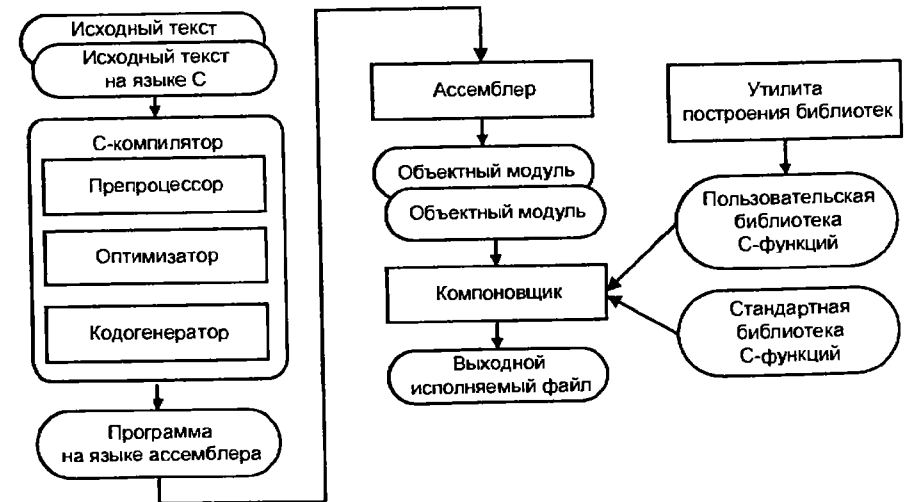 Исходный текст
Исходный текст
на языке С
С-компилятор
Препроцессор
Оптимизатор
Кодогенератор
Программа
на языке ассемблера
Ассемблер
Объектный модуль
Объектный модуль
Компоновщик
Выходной
исполняемый файл
Утилита
построения библиотек
Пользовательская
библиотека
С-функций
Стандартная
библиотека
С-функций